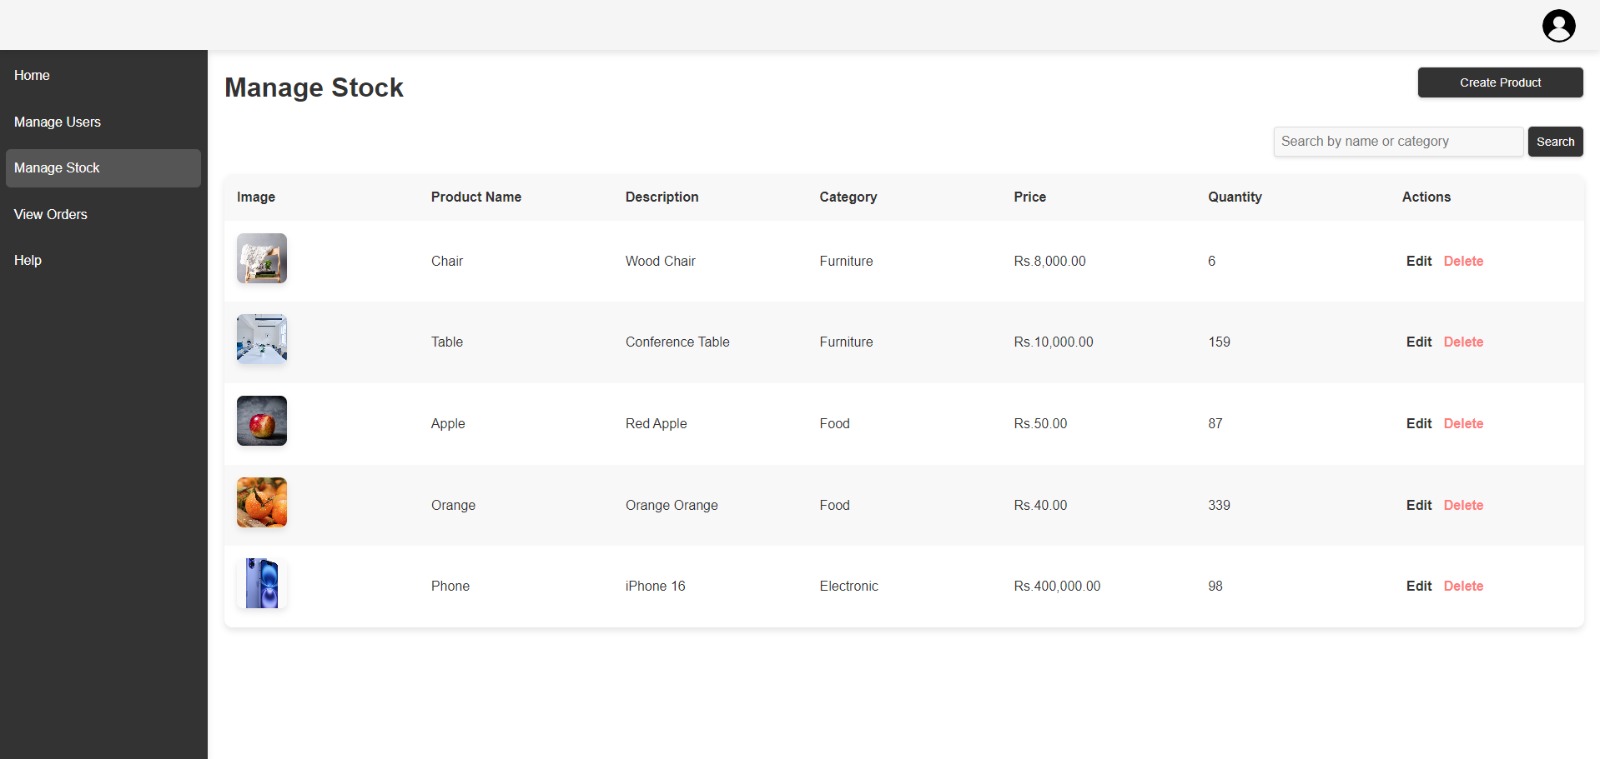 Home
Manage Users
Manage Stock
View Orders
Help
Manage Stock
Create Product
Search by name or category Search
Image Product Name Description Category Price Quantity Actions
Chair Wood Chair Furniture Rs.8,000.00 6 Edit Delete
Table Conference Table Furniture Rs.10,000.00 159 Edit Delete
Apple Red Apple Food Rs.50.00 87 Edit Delete
Orange Orange Orange Food Rs.40.00 339 Edit Delete
Phone iPhone 16 Electronic Rs.400,000.00 98 Edit Delete